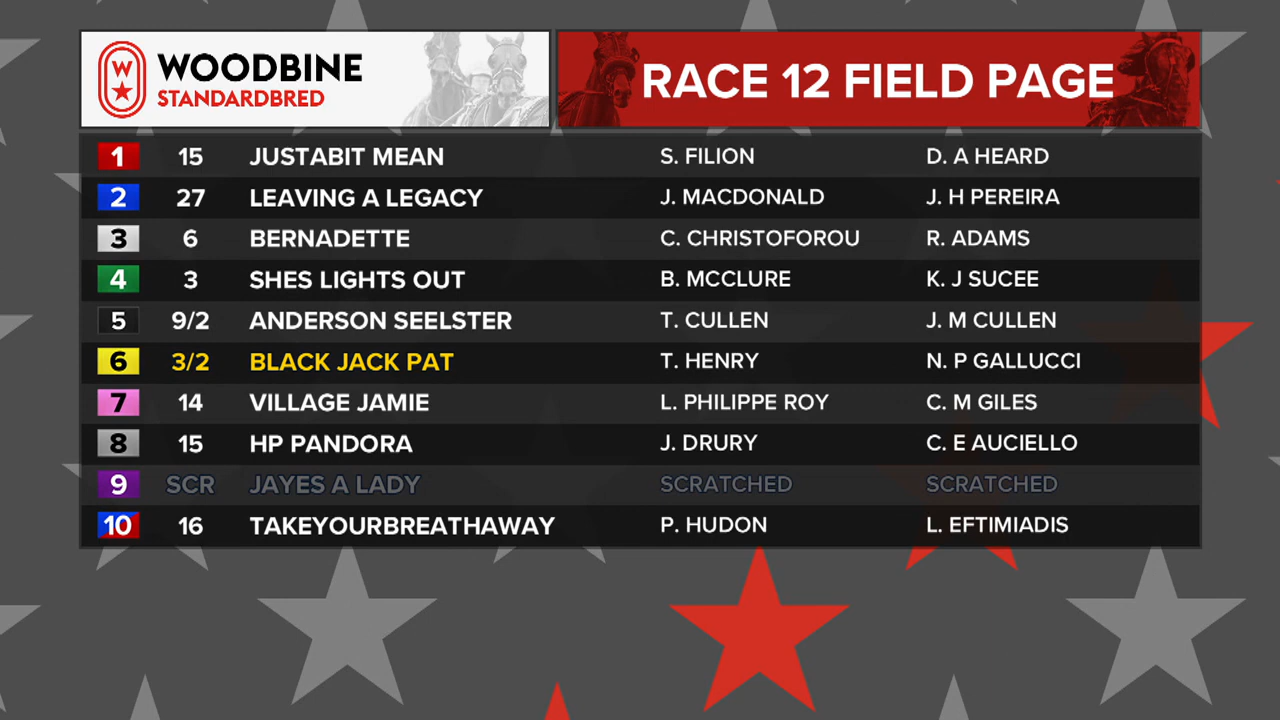 W
WOODBINE
STANDARDBRED
RACE 12 FIELD PAGE
1 15 JUSTABIT MEAN S. FILION D. A HEARD
2 27 LEAVING A LEGACY J. MACDONALD J. H PEREIRA
3 6 BERNADETTE C. CHRISTOFOROU R. ADAMS
4 3 SHES LIGHTS OUT B. MCCLURE K. J SUCEE
5 9/2 ANDERSON SEELSTER T. CULLEN J. M CULLEN
6 3/2 BLACK JACK PAT T. HENRY N. P GALLUCCI
7 14 VILLAGE JAMIE L. PHILIPPE ROY C. M GILES
8 15 HP PANDORA J. DRURY C. E AUCIELLO
9 SCR JAYES A LADY SCRATCHED SCRATCHED
10 16 TAKEYOURBREATHAWAY P. HUDON L. EFTIMIADIS